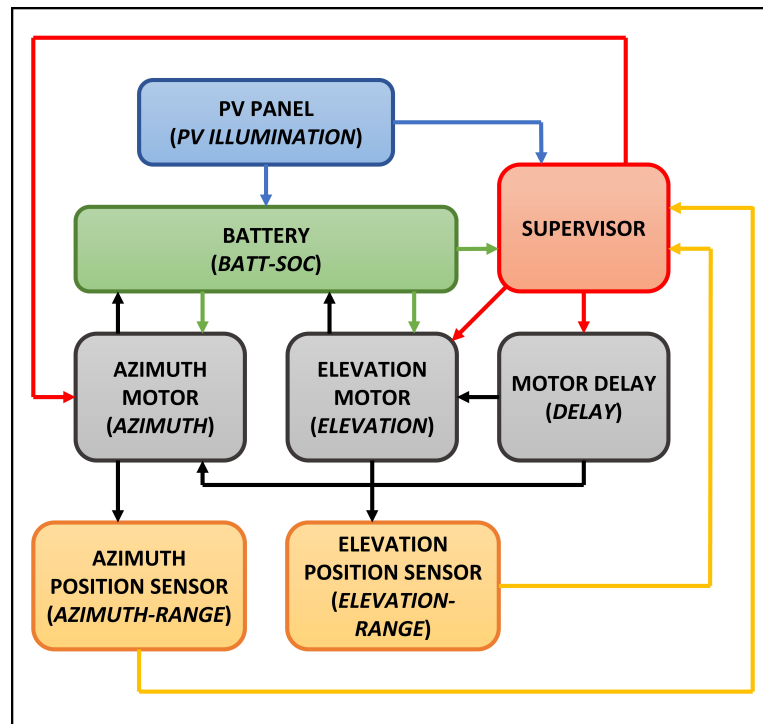 PV PANEL
(PV ILLUMINATION)
BATTERY
(BATT-SOC)
SUPERVISOR
AZIMUTH
MOTOR
(AZIMUTH)
ELEVATION
MOTOR
(ELEVATION)
MOTOR DELAY
(DELAY)
AZIMUTH
POSITION SENSOR
(AZIMUTH-RANGE)
ELEVATION
POSITION SENSOR
(ELEVATION-
RANGE)